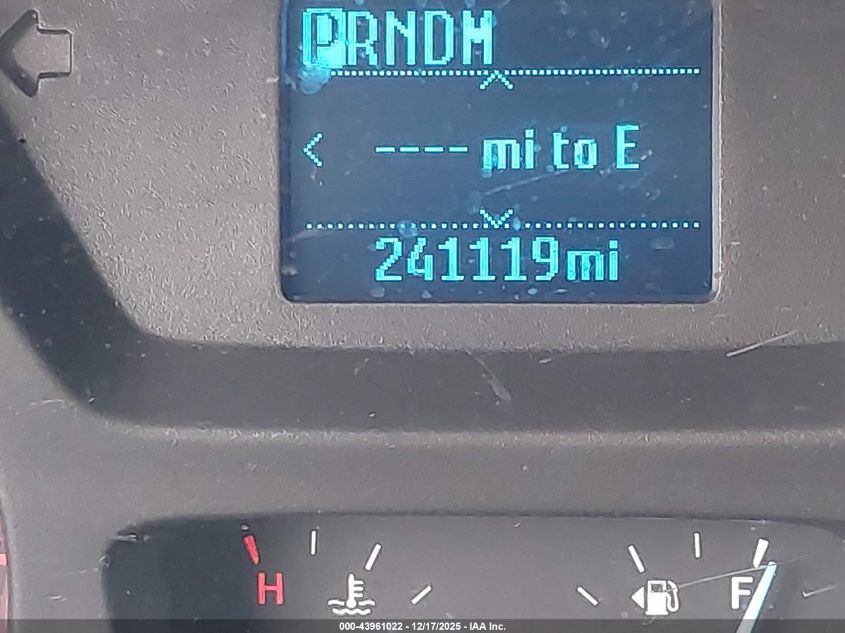 PRNDM
< ---- mi to E
241119mi
H F
000-43961022 - 12/17/2025 - IAA Inc.